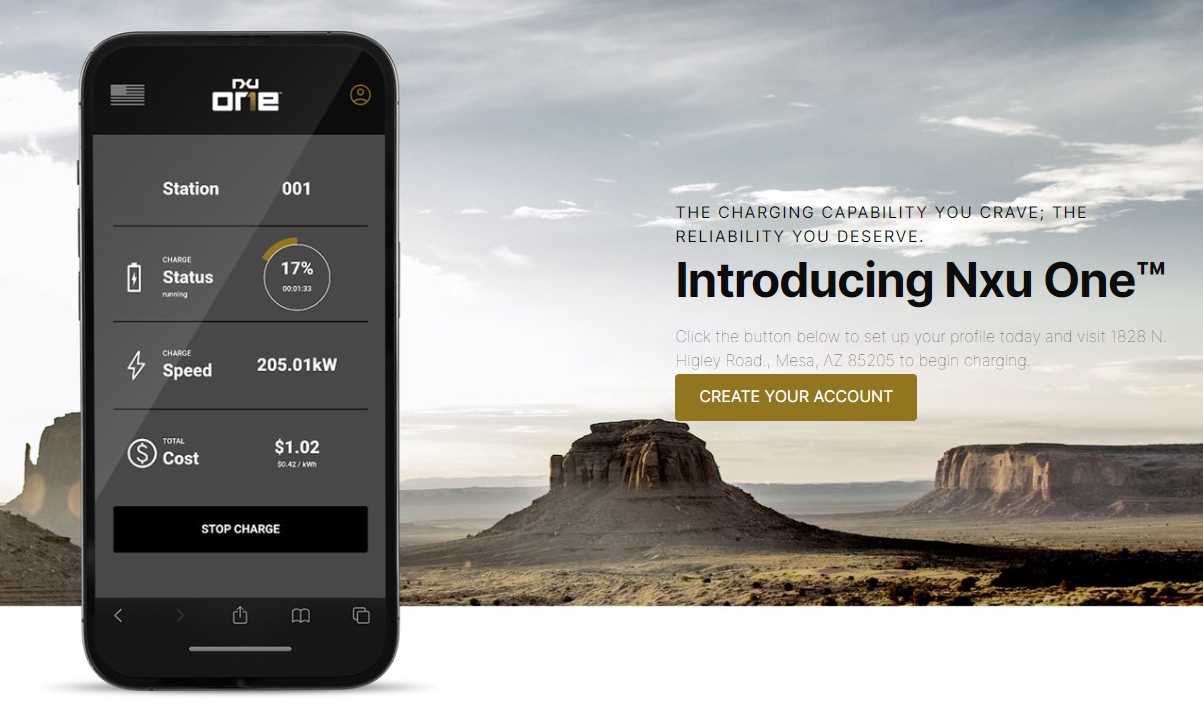 nxu
one
Station 001
CHARGE
Status
running
17%
00:01:33
CHARGE
Speed
205.01kW
TOTAL
Cost
$1.02
$0.42 / kWh
STOP CHARGE
THE CHARGING CAPABILITY YOU CRAVE; THE
RELIABILITY YOU DESERVE.
Introducing Nxu One™
Click the button below to set up your profile today and visit 1828 N.
Higley Road., Mesa, AZ 85205 to begin charging.
CREATE YOUR ACCOUNT